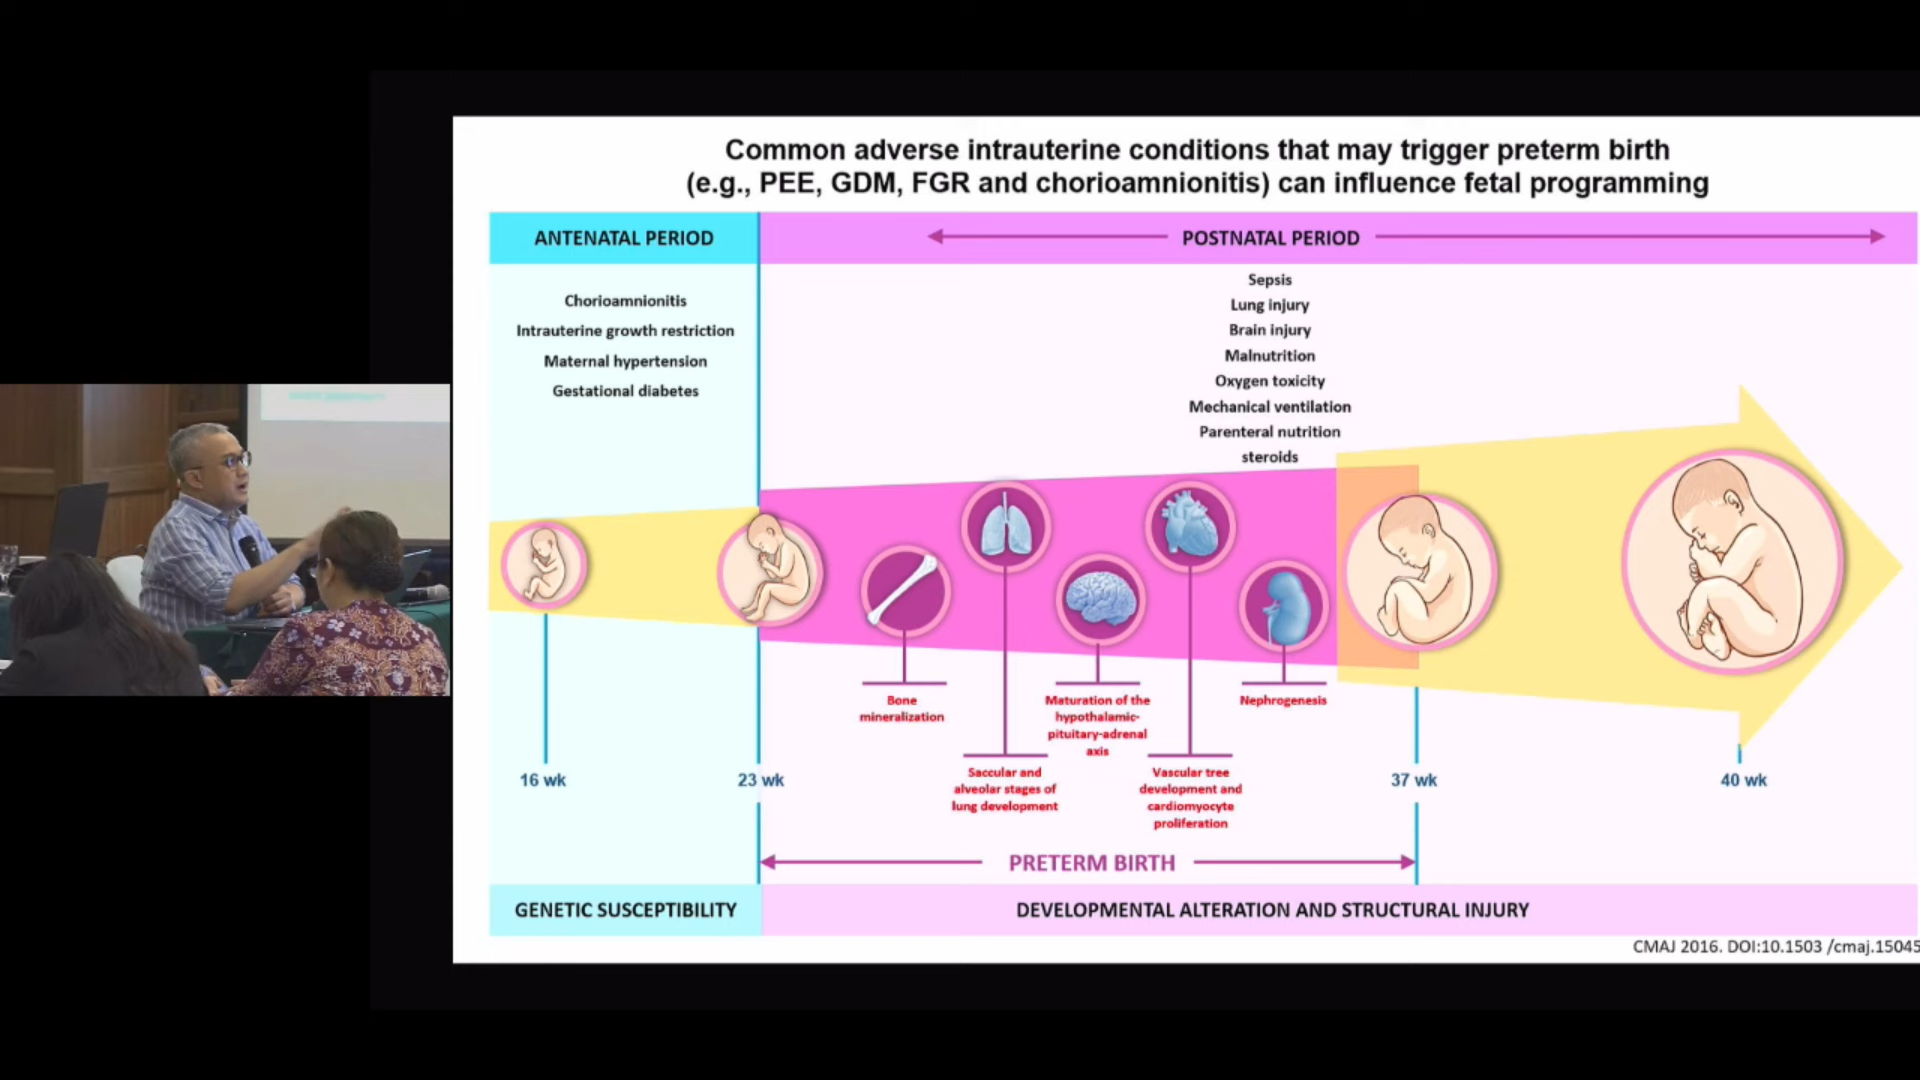 Common adverse intrauterine conditions that may trigger preterm birth
(e.g., PEE, GDM, FGR and chorioamnionitis) can influence fetal programming
ANTENATAL PERIOD
POSTNATAL PERIOD
Chorioamnionitis
Intrauterine growth restriction
Maternal hypertension
Gestational diabetes
Sepsis
Lung injury
Brain injury
Malnutrition
Oxygen toxicity
Mechanical ventilation
Parenteral nutrition
steroids
Bone
mineralization
Saccular and
alveolar stages of
lung development
Maturation of the
hypothalamic-
pituitary-adrenal
axis
Vascular tree
development and
cardiomyocyte
proliferation
Nephrogenesis
16 wk
23 wk
37 wk
40 wk
PRETERM BIRTH
GENETIC SUSCEPTIBILITY
DEVELOPMENTAL ALTERATION AND STRUCTURAL INJURY
CMAJ 2016. DOI:10.1503 /cmaj.15045